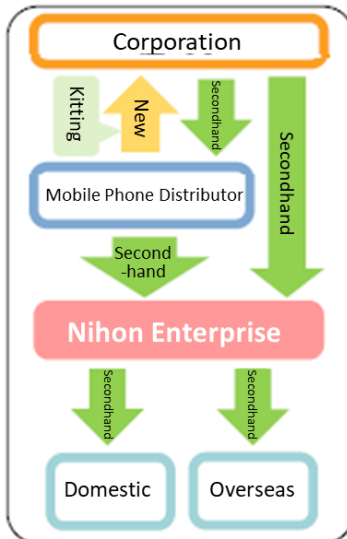 Corporation
Kitting
New
Secondhand
Secondhand
Mobile Phone Distributor
Second
-hand
Nihon Enterprise
Secondhand
Secondhand
Domestic
Overseas